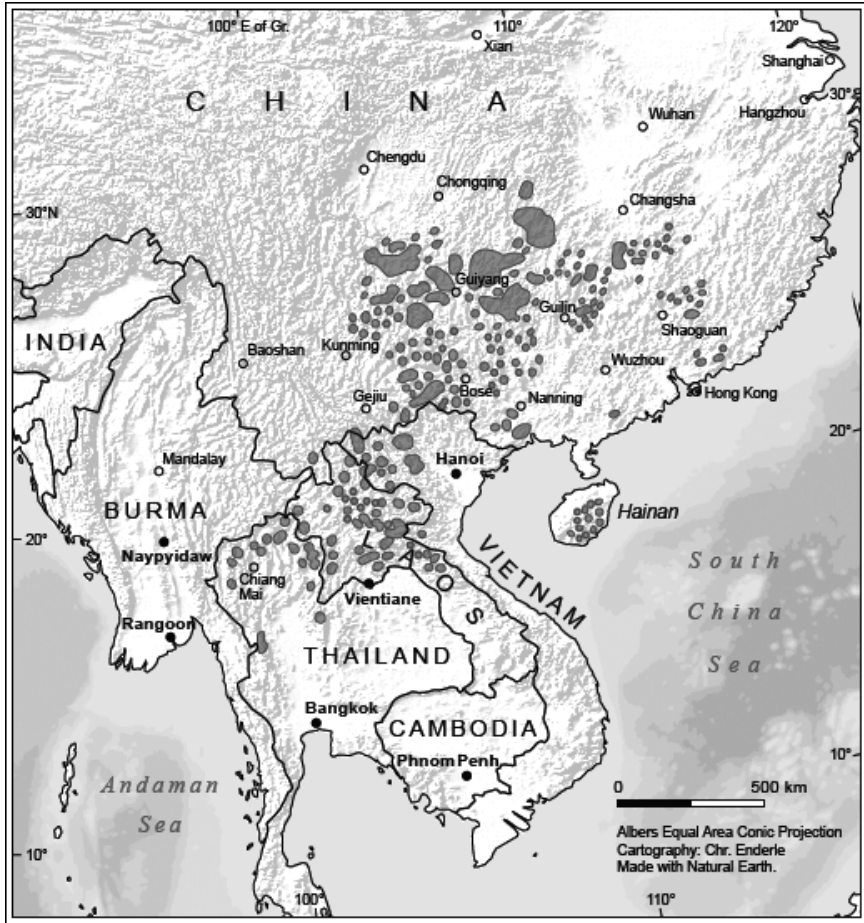 100° E of Gr.
110°
120°
Xian
Shanghai
CHINA
30°
Hangzhou
Wuhan
Chengdu
Chongqing
Changsha
30°N
Guiyang
Guilin
Shaoguan
INDIA
Baoshan
Kunming
Wuzhou
Gejiu
Bose
Nanning
Hong Kong
20°
Hanoi
Mandalay
BURMA
Hainan
20°
Naypyidaw
LAOS
VIETNAM
South
China
Sea
Chiang
Mai
Vientiane
Rangoon
THAILAND
Bangkok
CAMBODIA
Phnom Penh
10°
Andaman
Sea
0 500 km
Albers Equal Area Conic Projection
Cartography: Chr. Enderle
Made with Natural Earth.
10°
100°
110°